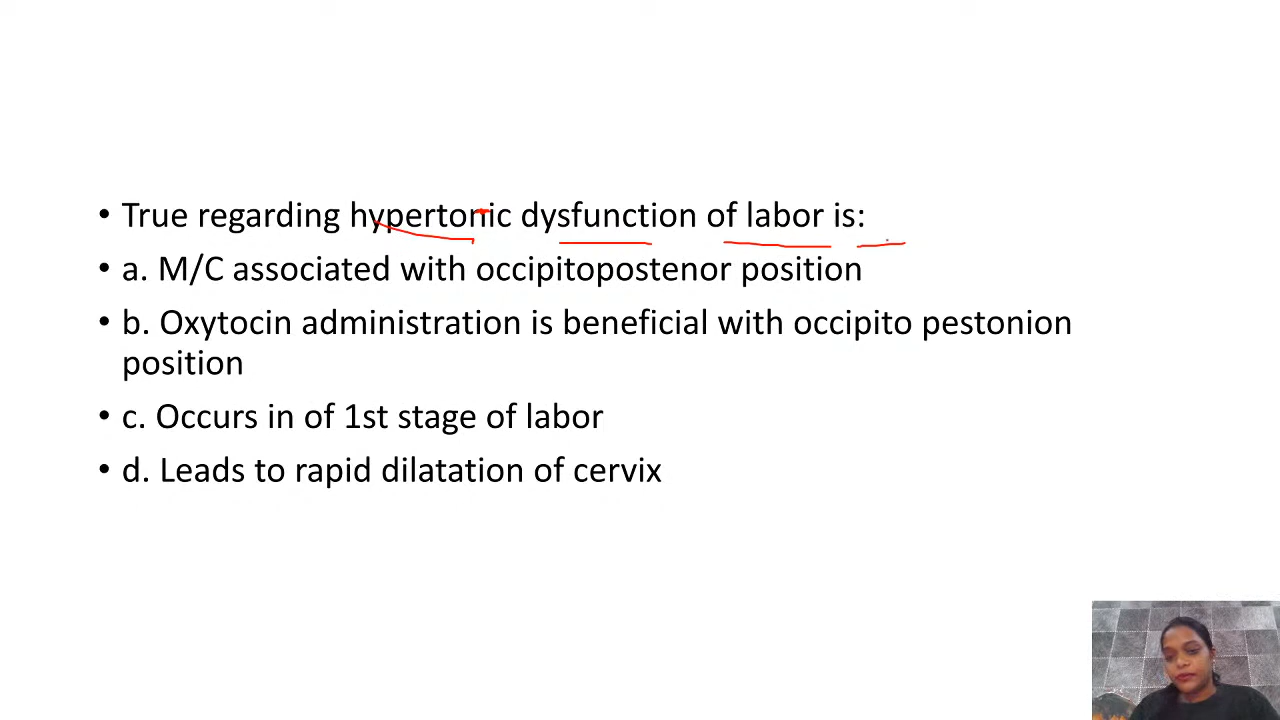 • True regarding hypertonic dysfunction of labor is:
• a. M/C associated with occipitopostenor position
• b. Oxytocin administration is beneficial with occipito pestonion
position
• c. Occurs in of 1st stage of labor
• d. Leads to rapid dilatation of cervix